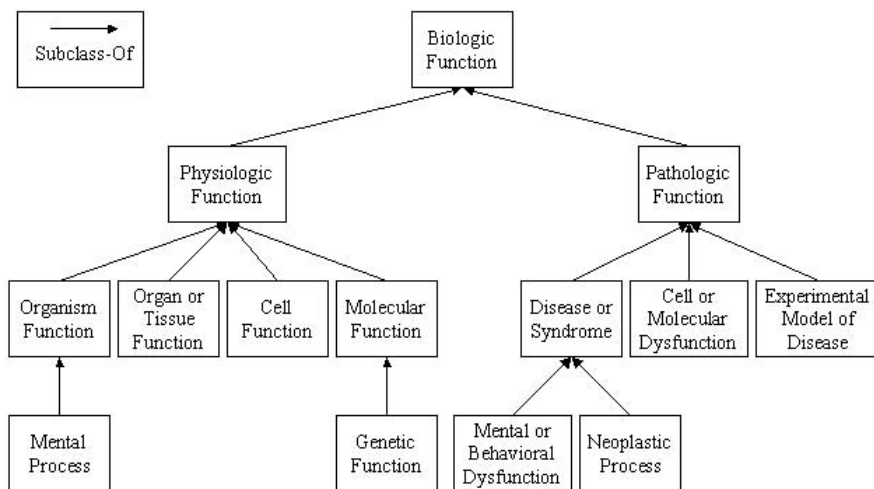 Subclass-Of
Biologic
Function
Physiologic
Function
Pathologic
Function
Organism
Function
Organ or
Tissue
Function
Cell
Function
Molecular
Function
Disease or
Syndrome
Cell or
Molecular
Dysfunction
Experimental
Model of
Disease
Mental
Process
Genetic
Function
Mental or
Behavioral
Dysfunction
Neoplastic
Process